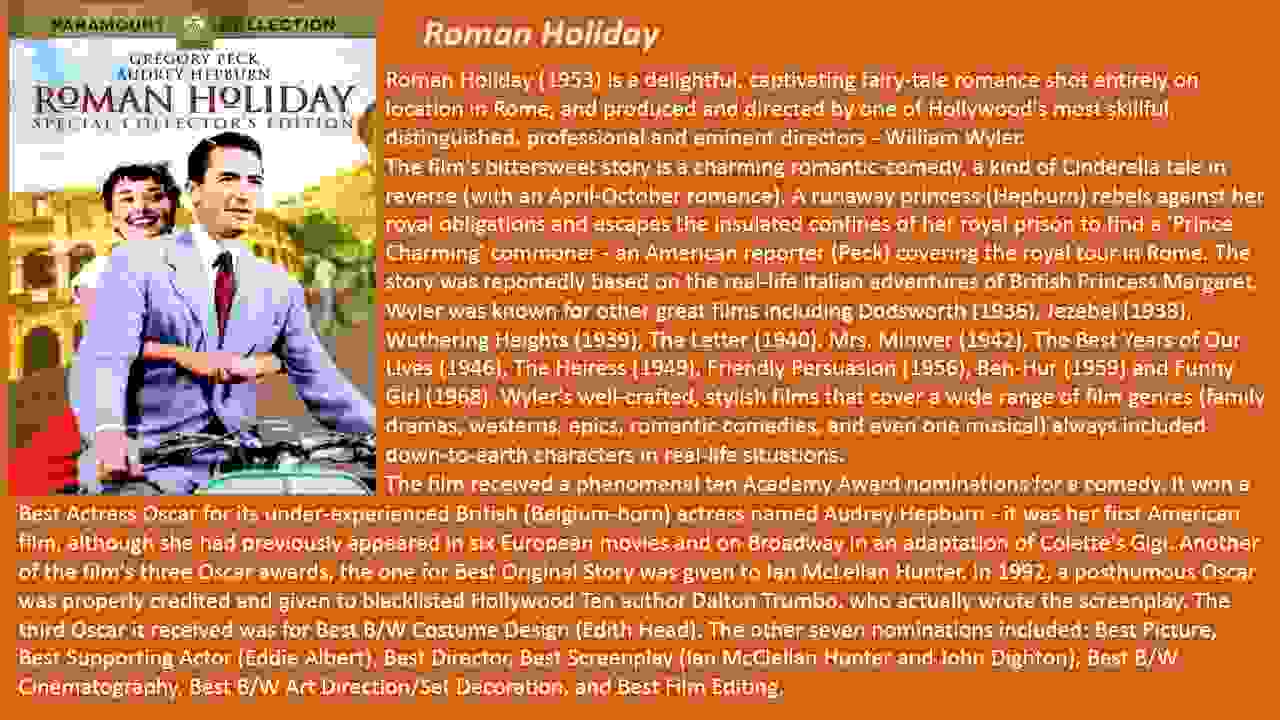 PARAMOUNT COLLECTION
GREGORY PECK
AUDREY HEPBURN
ROMAN HOLIDAY
SPECIAL COLLECTOR'S EDITION
Roman Holiday
Roman Holiday (1953) is a delightful, captivating fairy-tale romance shot entirely on
location in Rome, and produced and directed by one of Hollywood's most skillful,
distinguished, professional and eminent directors - William Wyler.
The film's bittersweet story is a charming romantic-comedy, a kind of Cinderella tale in
reverse (with an April-October romance). A runaway princess (Hepburn) rebels against her
royal obligations and escapes the insulated confines of her royal prison to find a 'Prince
Charming' commoner - an American reporter (Peck) covering the royal tour in Rome. The
story was reportedly based on the real-life Italian adventures of British Princess Margaret.
Wyler was known for other great films including Dodsworth (1936), Jezebel (1938),
Wuthering Heights (1939), The Letter (1940), Mrs. Miniver (1942), The Best Years of Our
Lives (1946), The Heiress (1949), Friendly Persuasion (1956), Ben-Hur (1959) and Funny
Girl (1968). Wyler's well-crafted, stylish films that cover a wide range of film genres (family
dramas, westerns, epics, romantic comedies, and even one musical) always included
down-to-earth characters in real-life situations.
The film received a phenomenal ten Academy Award nominations for a comedy. It won a
Best Actress Oscar for its under-experienced British (Belgium-born) actress named Audrey Hepburn - it was her first American
film, although she had previously appeared in six European movies and on Broadway in an adaptation of Colette's Gigi. Another
of the film's three Oscar awards, the one for Best Original Story was given to Ian McLellan Hunter. In 1992, a posthumous Oscar
was properly credited and given to blacklisted Hollywood Ten author Dalton Trumbo, who actually wrote the screenplay. The
third Oscar it received was for Best B/W Costume Design (Edith Head). The other seven nominations included: Best Picture,
Best Supporting Actor (Eddie Albert), Best Director, Best Screenplay (Ian McClellan Hunter and John Dighton), Best B/W
Cinematography, Best B/W Art Direction/Set Decoration, and Best Film Editing.